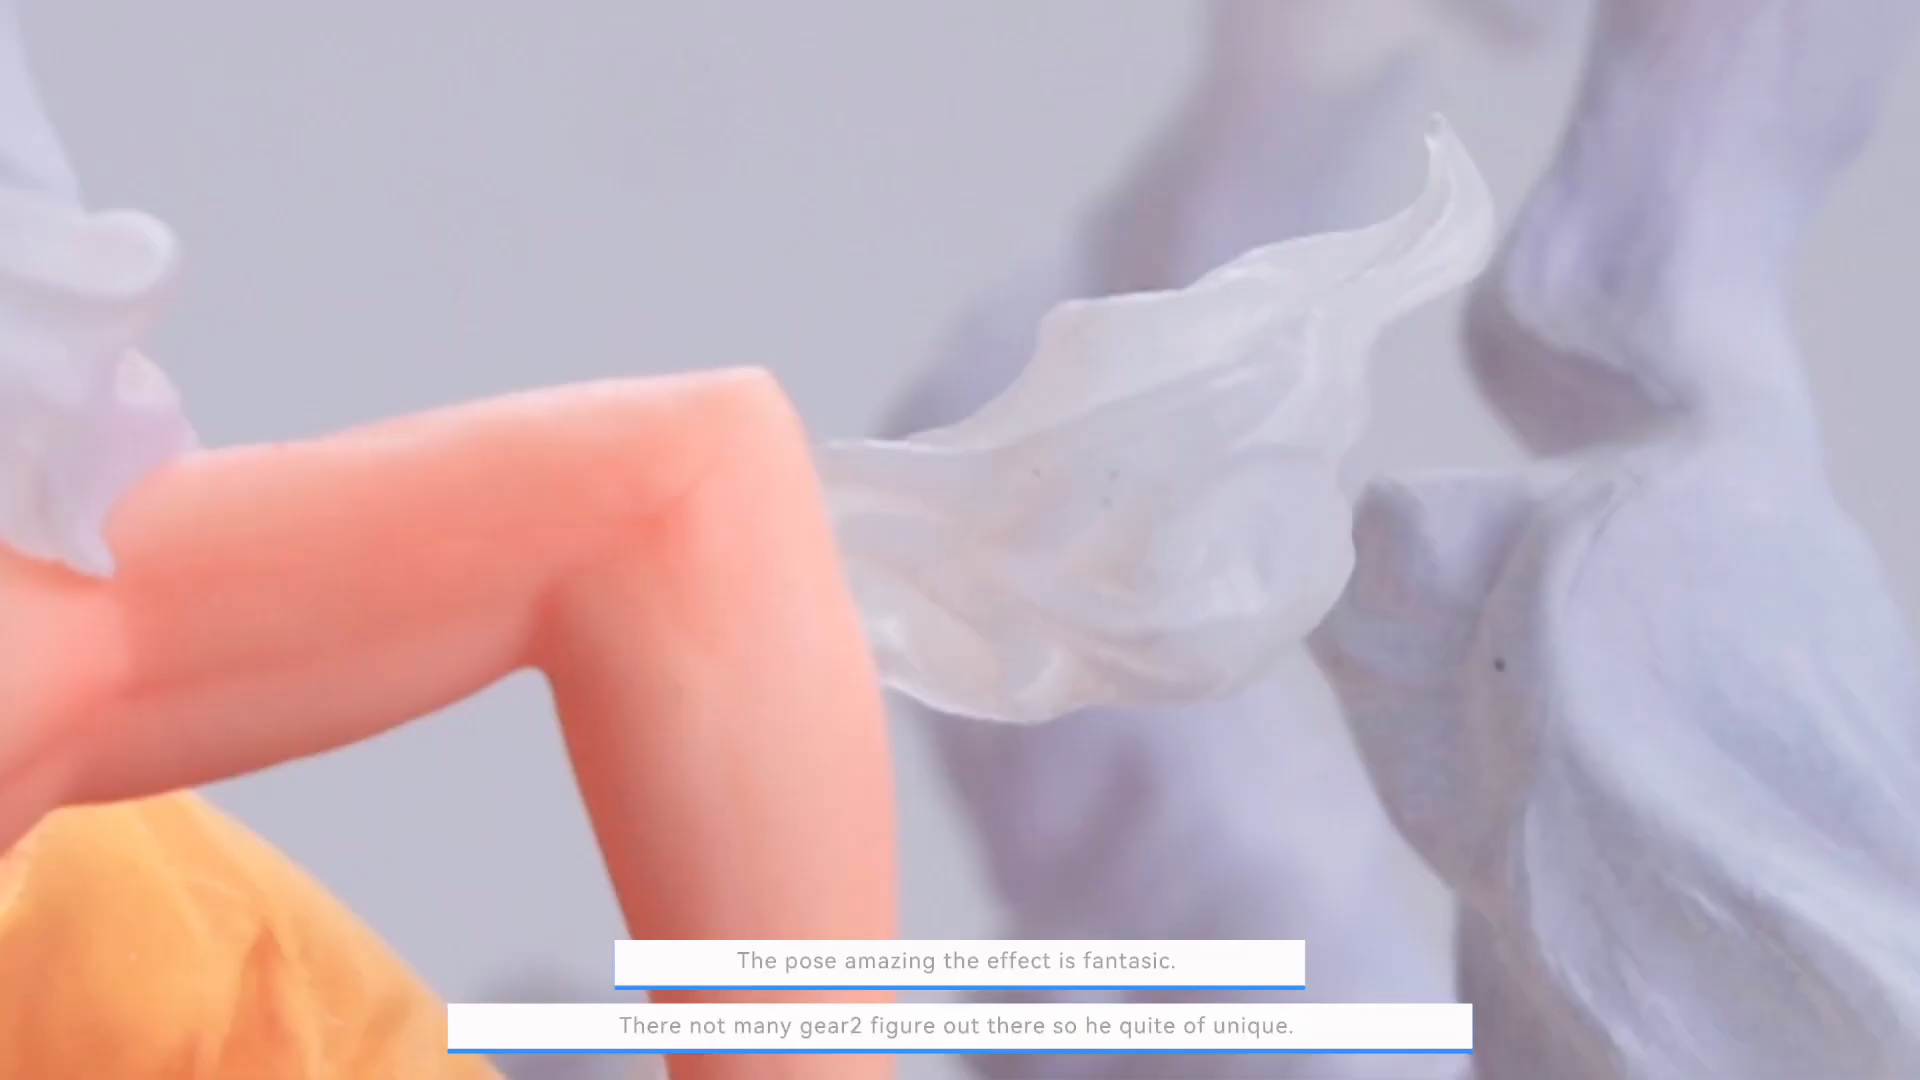 The pose amazing the effect is fantasic.
There not many gear2 figure out there so he quite of unique.